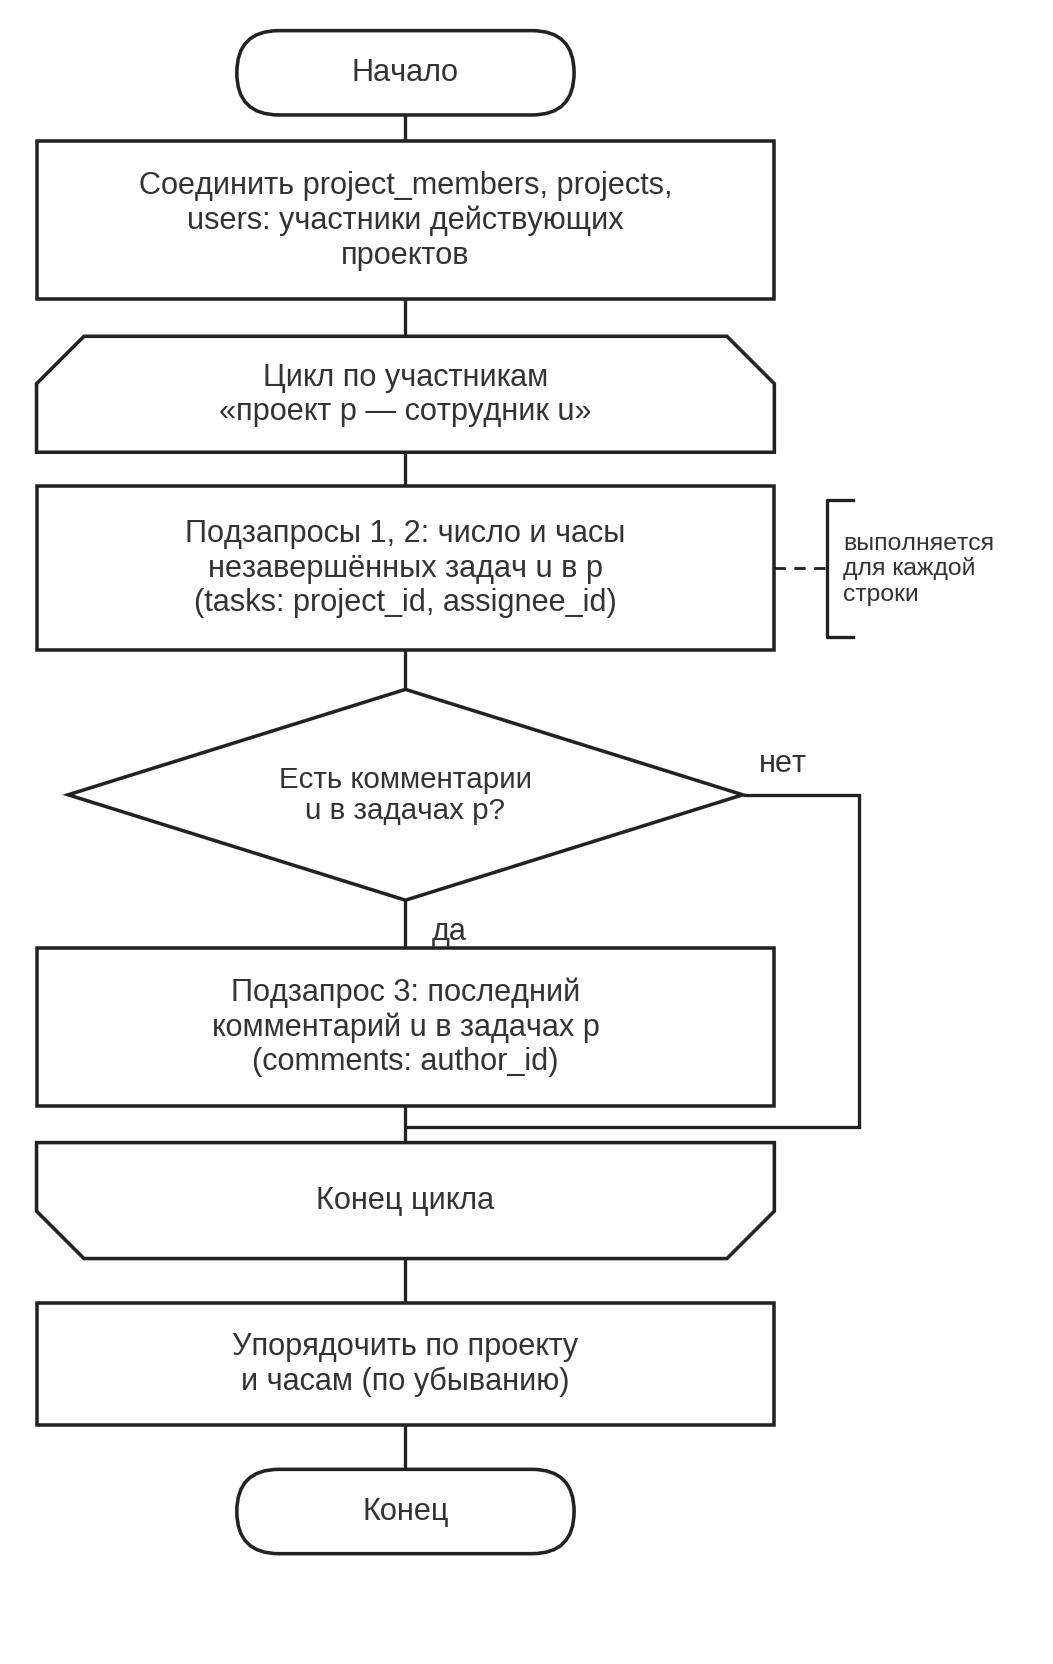 Начало
Соединить project_members, projects,
users: участники действующих
проектов
Цикл по участникам
«проект p — сотрудник u»
Подзапросы 1, 2: число и часы
незавершённых задач u в p
(tasks: project_id, assignee_id)
выполняется
для каждой
строки
Есть комментарии
u в задачах p?
нет
да
Подзапрос 3: последний
комментарий u в задачах p
(comments: author_id)
Конец цикла
Упорядочить по проекту
и часам (по убыванию)
Конец